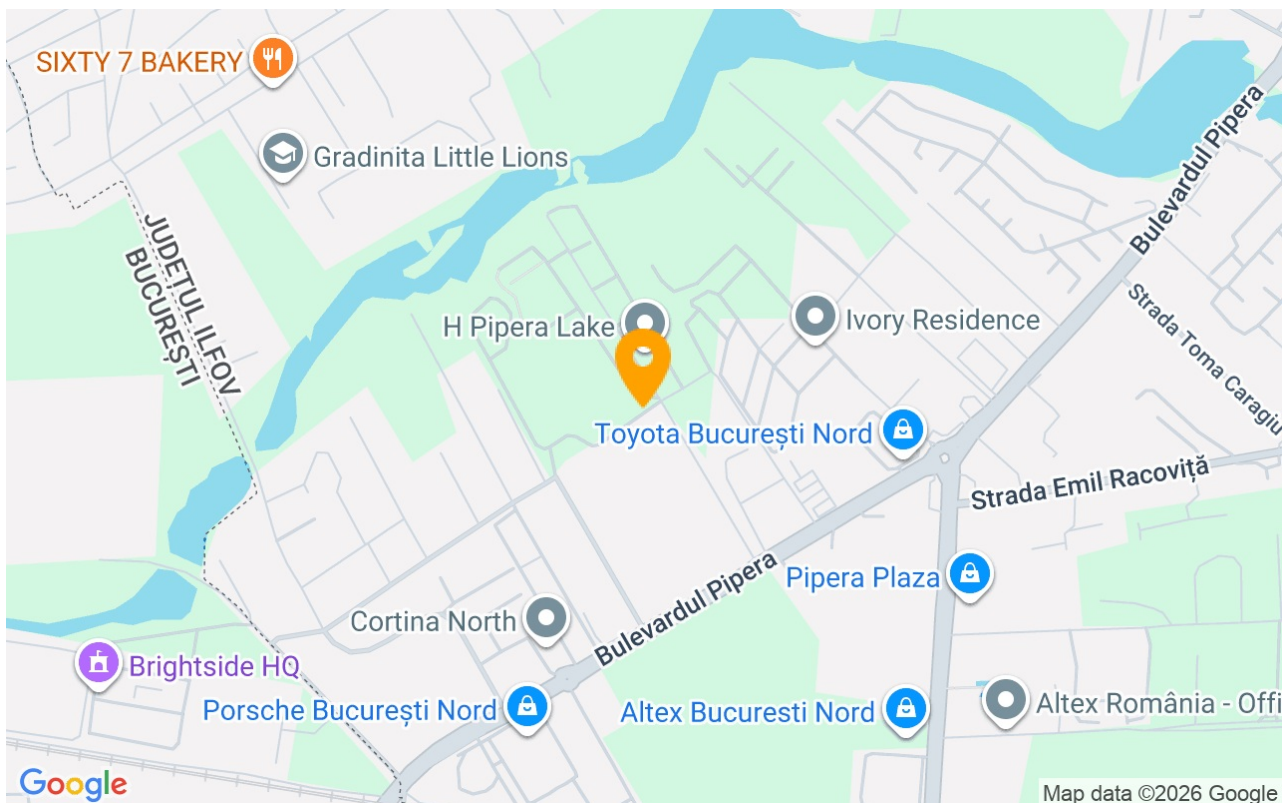 SIXTY 7 BAKERY
Gradinita Little Lions
JUDEȚUL ILFOV
BUCUREȘTI
Bulevardul Pipera
Strada Toma Caragiu
H Pipera Lake
Ivory Residence
Toyota București Nord
Strada Emil Racoviță
Pipera Plaza
Bulevardul Pipera
Cortina North
Brightside HQ
Porsche București Nord
Altex Bucuresti Nord
Altex România - Offi
Google
Map data ©2026 Google